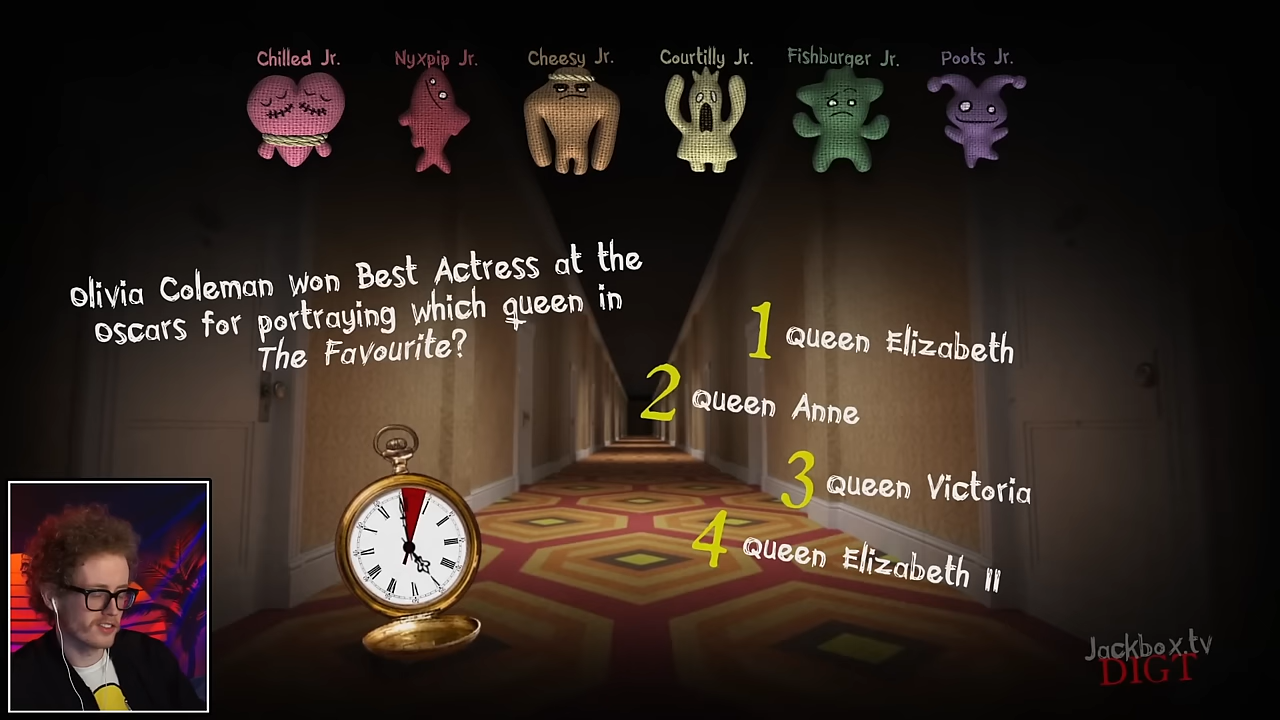 Chilled Jr. Nyxpip Jr. Cheesy Jr. Courtilly Jr. Fishburger Jr. Poots Jr.
Olivia Coleman won Best Actress at the
Oscars for portraying which queen in
The Favourite?
1 Queen Elizabeth
2 Queen Anne
3 Queen Victoria
4 Queen Elizabeth II
Jackbox.tv
DIGT